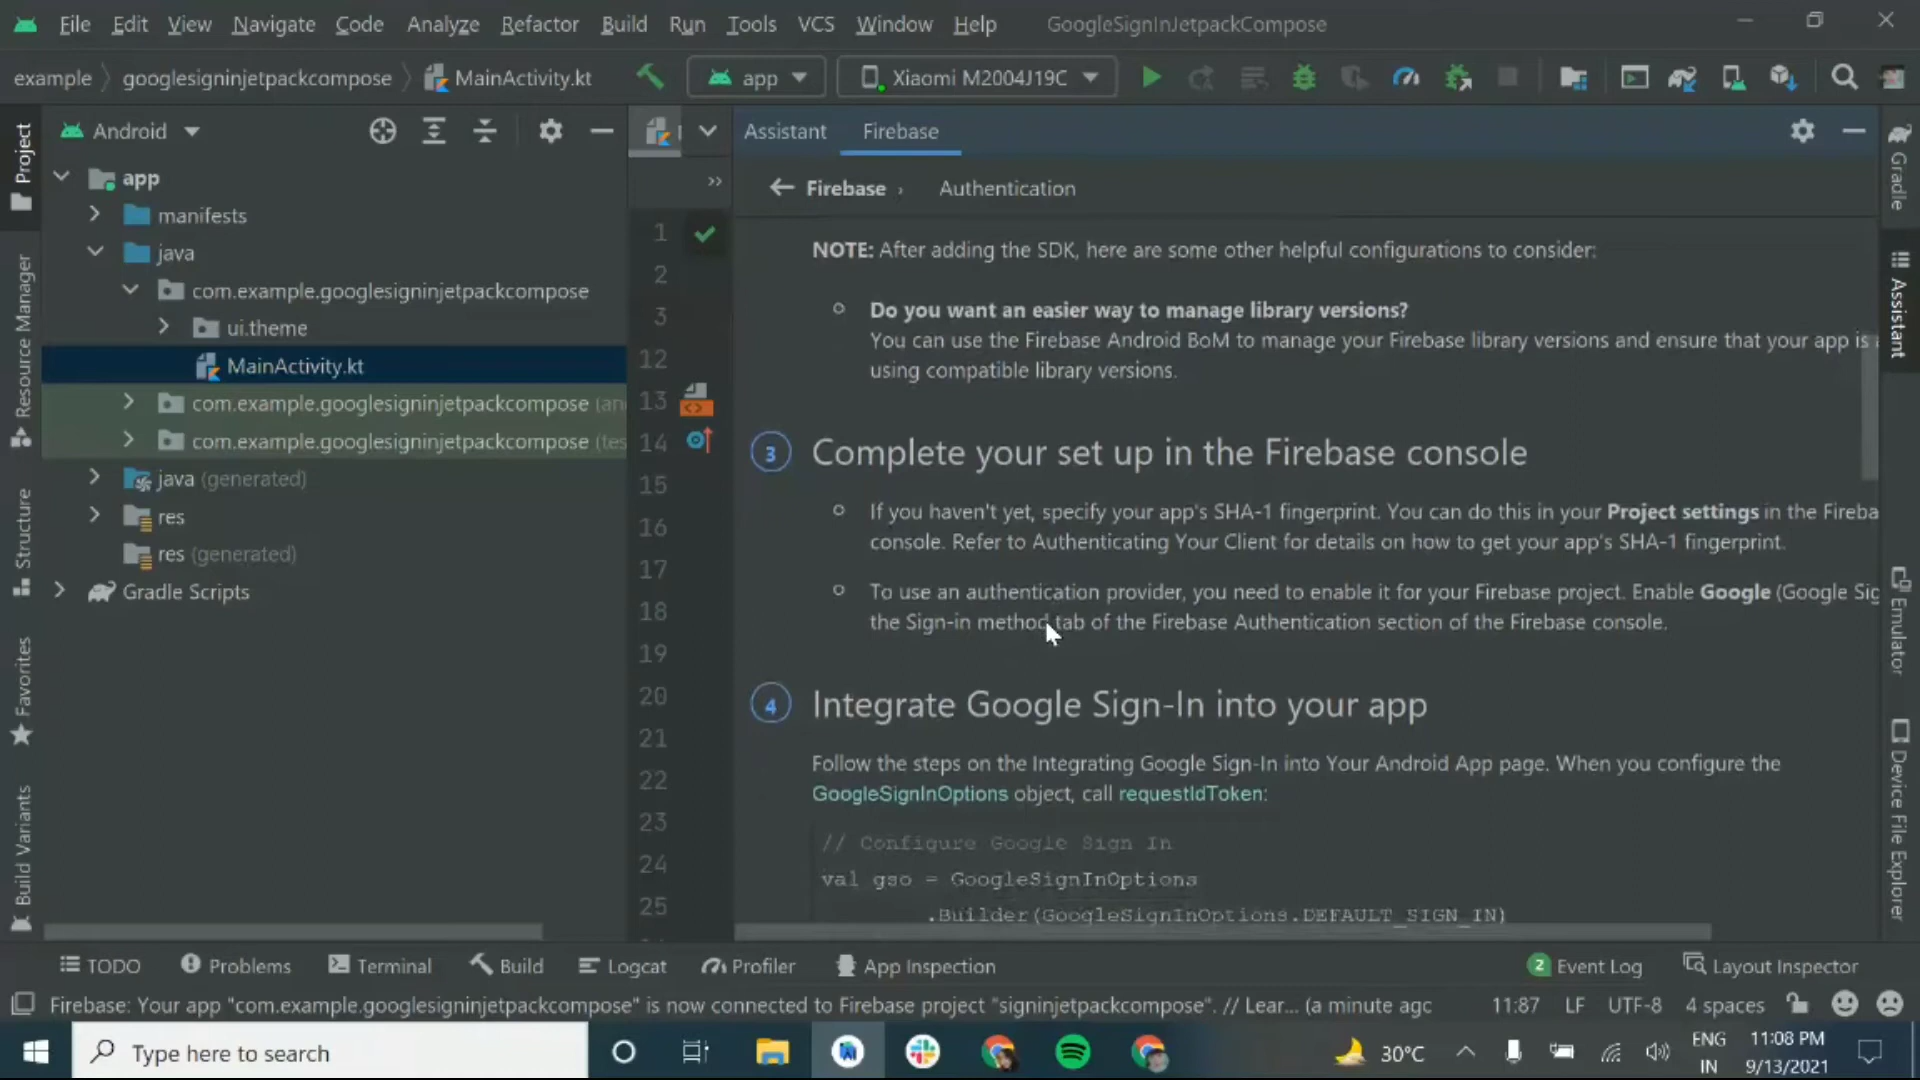 File Edit View Navigate Code Analyze Refactor Build Run Tools VCS Window Help GoogleSignInJetpackCompose
example googlesigninjetpackcompose MainActivity.kt app Xiaomi M2004J19C
Project
Android
Assistant Firebase
Firebase Authentication
app
manifests
java
com.example.googlesigninjetpackcompose
ui.theme
MainActivity.kt
com.example.googlesigninjetpackcompose (an
com.example.googlesigninjetpackcompose (tes
java (generated)
res
res (generated)
Gradle Scripts
Resource Manager
Structure
Favorites
Build Variants
1
2
3
12
13
14
15
16
17
18
19
20
21
22
23
24
25
NOTE: After adding the SDK, here are some other helpful configurations to consider:
Do you want an easier way to manage library versions?
You can use the Firebase Android BoM to manage your Firebase library versions and ensure that your app is
using compatible library versions.
3 Complete your set up in the Firebase console
If you haven't yet, specify your app's SHA-1 fingerprint. You can do this in your Project settings in the Fireba
console. Refer to Authenticating Your Client for details on how to get your app's SHA-1 fingerprint.
To use an authentication provider, you need to enable it for your Firebase project. Enable Google (Google Sig
the Sign-in method tab of the Firebase Authentication section of the Firebase console.
4 Integrate Google Sign-In into your app
Follow the steps on the Integrating Google Sign-In into Your Android App page. When you configure the
GoogleSignInOptions object, call requestIdToken:
// Configure Google Sign In
val gso = GoogleSignInOptions
.Builder(GoogleSignInOptions.DEFAULT_SIGN_IN)
Gradle
Assistant
Emulator
Device File Explorer
TODO Problems Terminal Build Logcat Profiler App Inspection 2 Event Log Layout Inspector
Firebase: Your app "com.example.googlesigninjetpackcompose" is now connected to Firebase project "signinjetpackcompose". // Lear... (a minute agc 11:87 LF UTF-8 4 spaces
Type here to search
30°C
ENG
IN
11:08 PM
9/13/2021